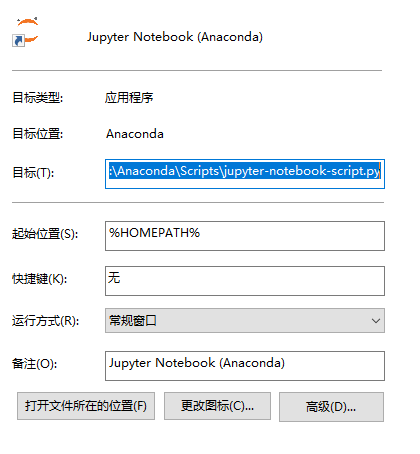 Jupyter Notebook (Anaconda)
目标类型: 应用程序
目标位置: Anaconda
目标(T): :\Anaconda\Scripts\jupyter-notebook-script.py
起始位置(S): %HOMEPATH%
快捷键(K): 无
运行方式(R): 常规窗口
备注(O): Jupyter Notebook (Anaconda)
打开文件所在的位置(F) 更改图标(C)... 高级(D)...